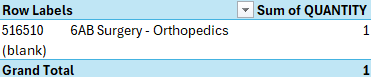 Row Labels Sum of QUANTITY
516510 6AB Surgery - Orthopedics 1
(blank)
Grand Total 1